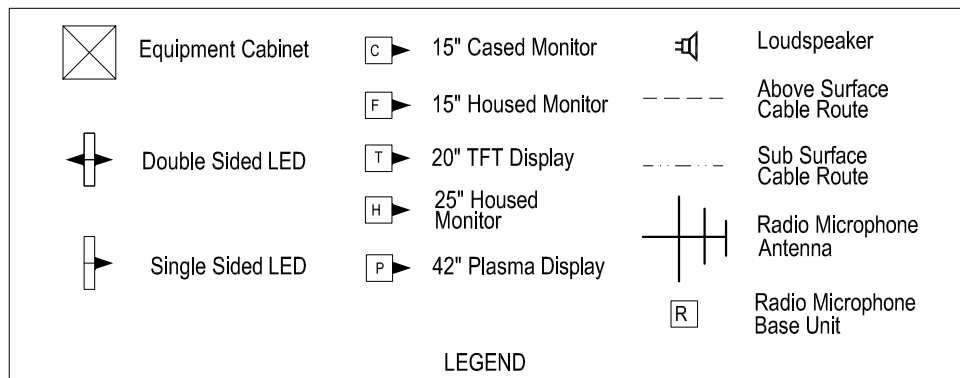 Equipment Cabinet
Double Sided LED
Single Sided LED
C 15" Cased Monitor
F 15" Housed Monitor
T 20" TFT Display
H 25" Housed
Monitor
P 42" Plasma Display
Loudspeaker
Above Surface
Cable Route
Sub Surface
Cable Route
Radio Microphone
Antenna
R Radio Microphone
Base Unit
LEGEND